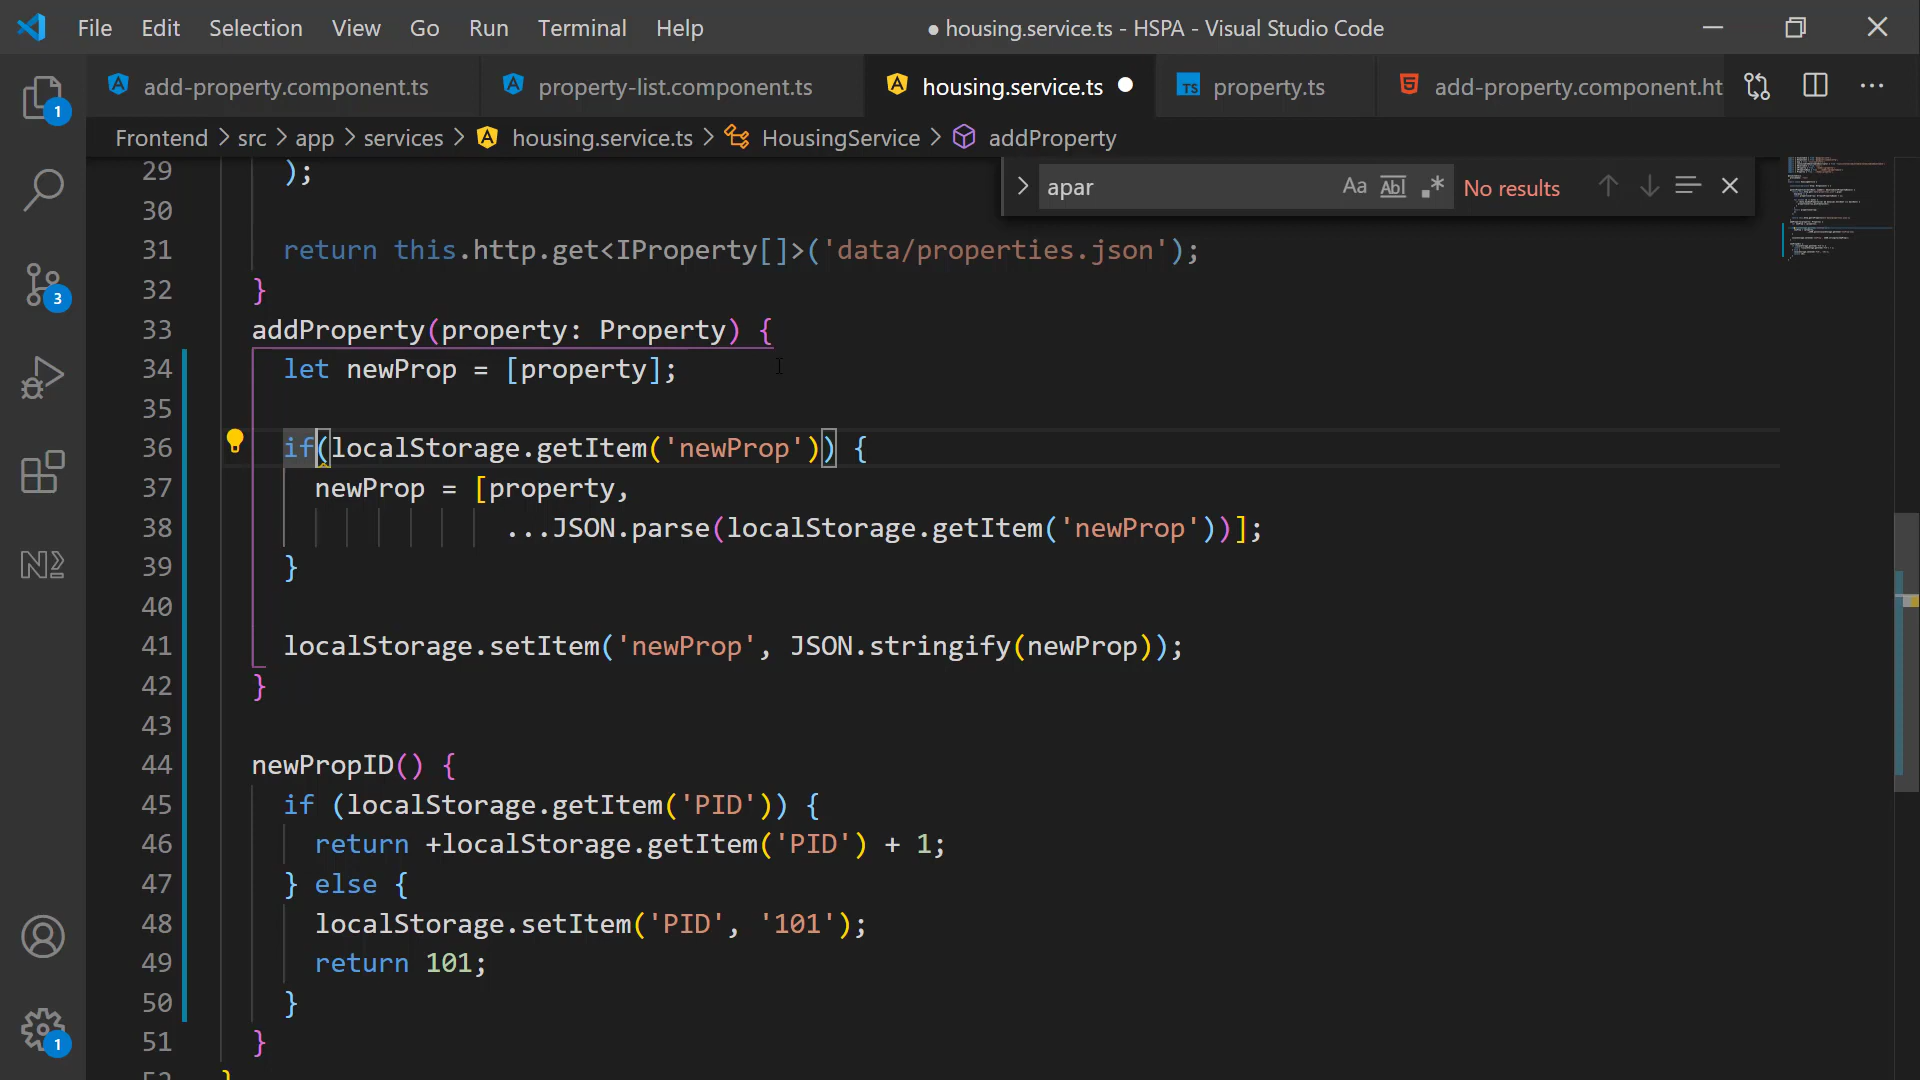 File Edit Selection View Go Run Terminal Help ● housing.service.ts - HSPA - Visual Studio Code
add-property.component.ts property-list.component.ts housing.service.ts TS property.ts add-property.component.ht
Frontend > src > app > services > housing.service.ts > HousingService > addProperty
apar Aa Abl .* No results
29 );
30
31 return this.http.get<IProperty[]>('data/properties.json');
32 }
33 addProperty(property: Property) {
34 let newProp = [property];
35
36 if(localStorage.getItem('newProp')) {
37 newProp = [property,
38 ...JSON.parse(localStorage.getItem('newProp'))];
39 }
40
41 localStorage.setItem('newProp', JSON.stringify(newProp));
42 }
43
44 newPropID() {
45 if (localStorage.getItem('PID')) {
46 return +localStorage.getItem('PID') + 1;
47 } else {
48 localStorage.setItem('PID', '101');
49 return 101;
50 }
51 }
52 }
1
3
1